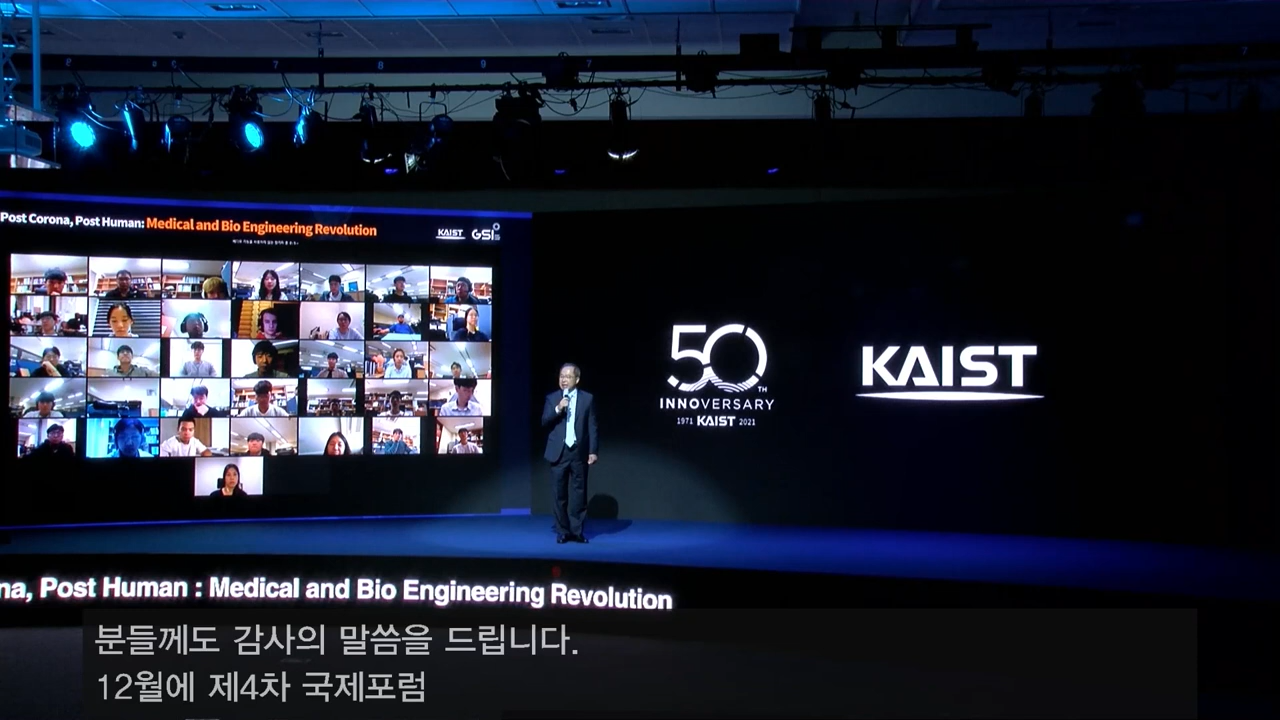 Post Corona, Post Human: Medical and Bio Engineering Revolution
KAIST GSI
50 TH
INNOVERSARY
1971 KAIST 2021
KAIST
na, Post Human : Medical and Bio Engineering Revolution
분들께도 감사의 말씀을 드립니다.
12월에 제4차 국제포럼